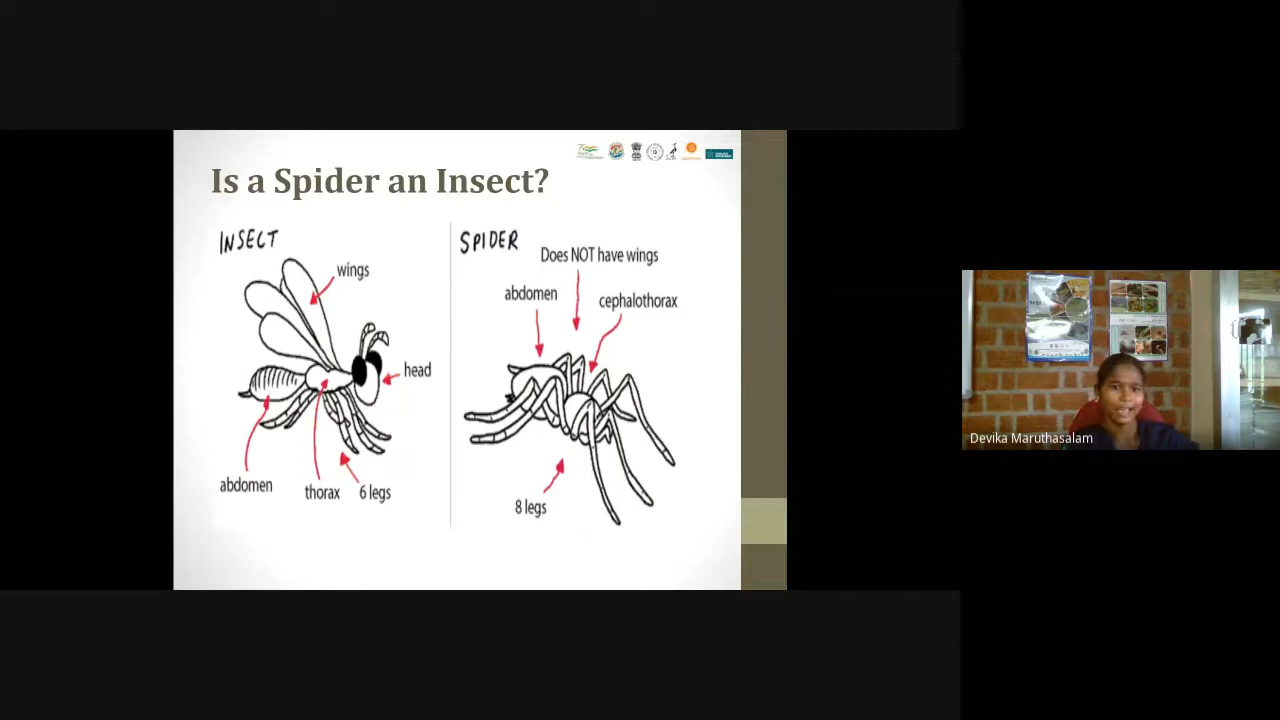 Is a Spider an Insect?
INSECT
wings
head
abdomen
thorax
6 legs
SPIDER
Does NOT have wings
abdomen
cephalothorax
8 legs
Devika Maruthasalam